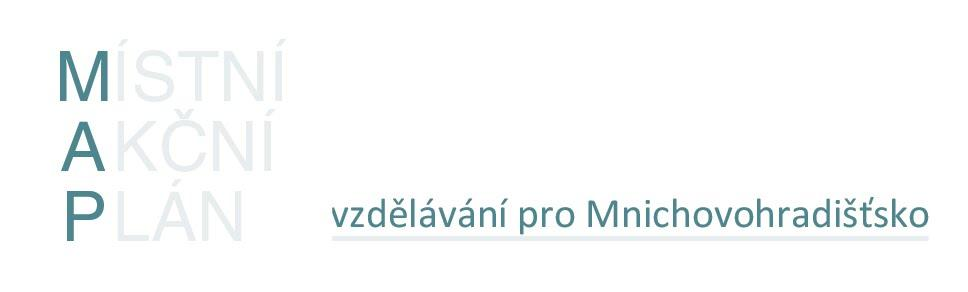 MÍSTNÍ
AKČNÍ
PLÁN
vzdělávání pro Mnichovohradišťsko